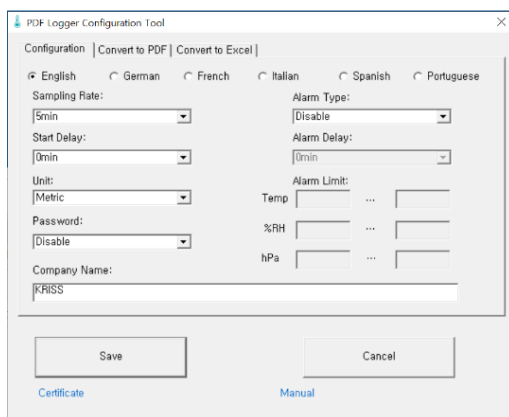 PDF Logger Configuration Tool
Configuration Convert to PDF Convert to Excel
English German French Italian Spanish Portuguese
Sampling Rate: Alarm Type:
5min Disable
Start Delay: Alarm Delay:
0min 0min
Unit: Alarm Limit:
Metric Temp ...
Password: %RH ...
Disable hPa ...
Company Name:
KRISS
Save Cancel
Certificate Manual